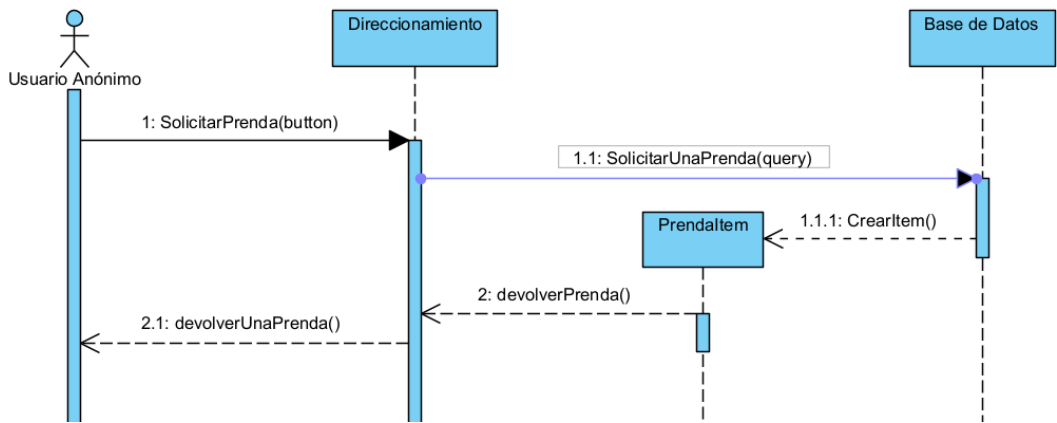 Direccionamiento
Base de Datos
Usuario Anónimo
1: SolicitarPrenda(button)
1.1: SolicitarUnaPrenda(query)
PrendaItem
1.1.1: CrearItem()
2: devolverPrenda()
2.1: devolverUnaPrenda()